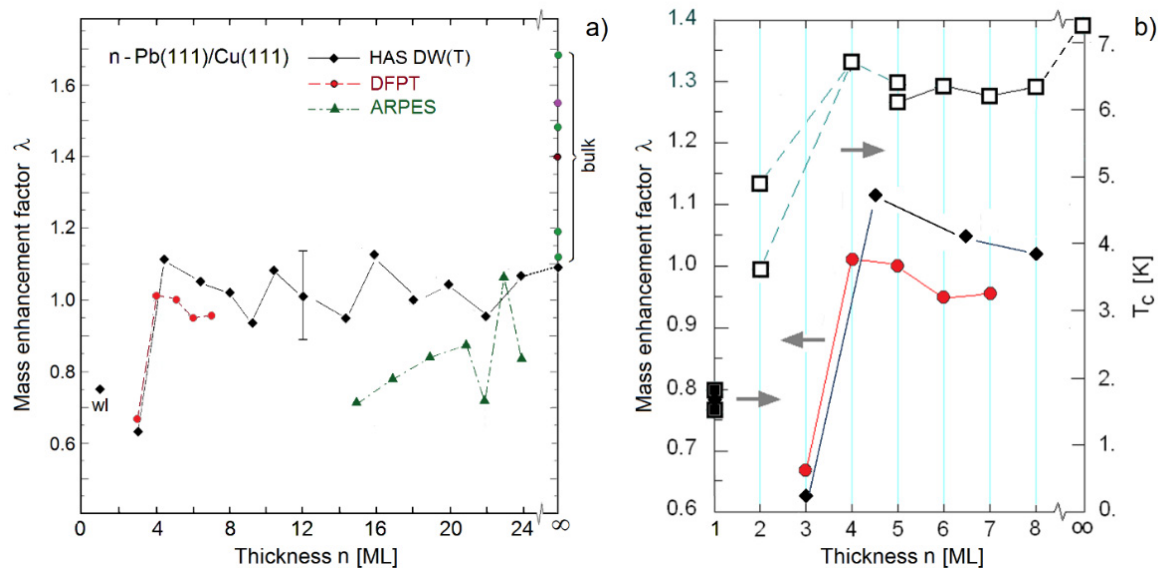 a)
n - Pb(111)/Cu(111)
HAS DW(T)
DFPT
ARPES
Mass enhancement factor λ
1.6
1.4
1.2
1.0
0.8
0.6
wl
bulk
0 4 8 12 16 20 24 ∞
Thickness n [ML]
b)
Mass enhancement factor λ
1.4
1.3
1.2
1.1
1.0
0.9
0.8
0.7
0.6
7.
6.
5.
4.
3.
2.
1.
0.
Tc [K]
1 2 3 4 5 6 7 8 ∞
Thickness n [ML]